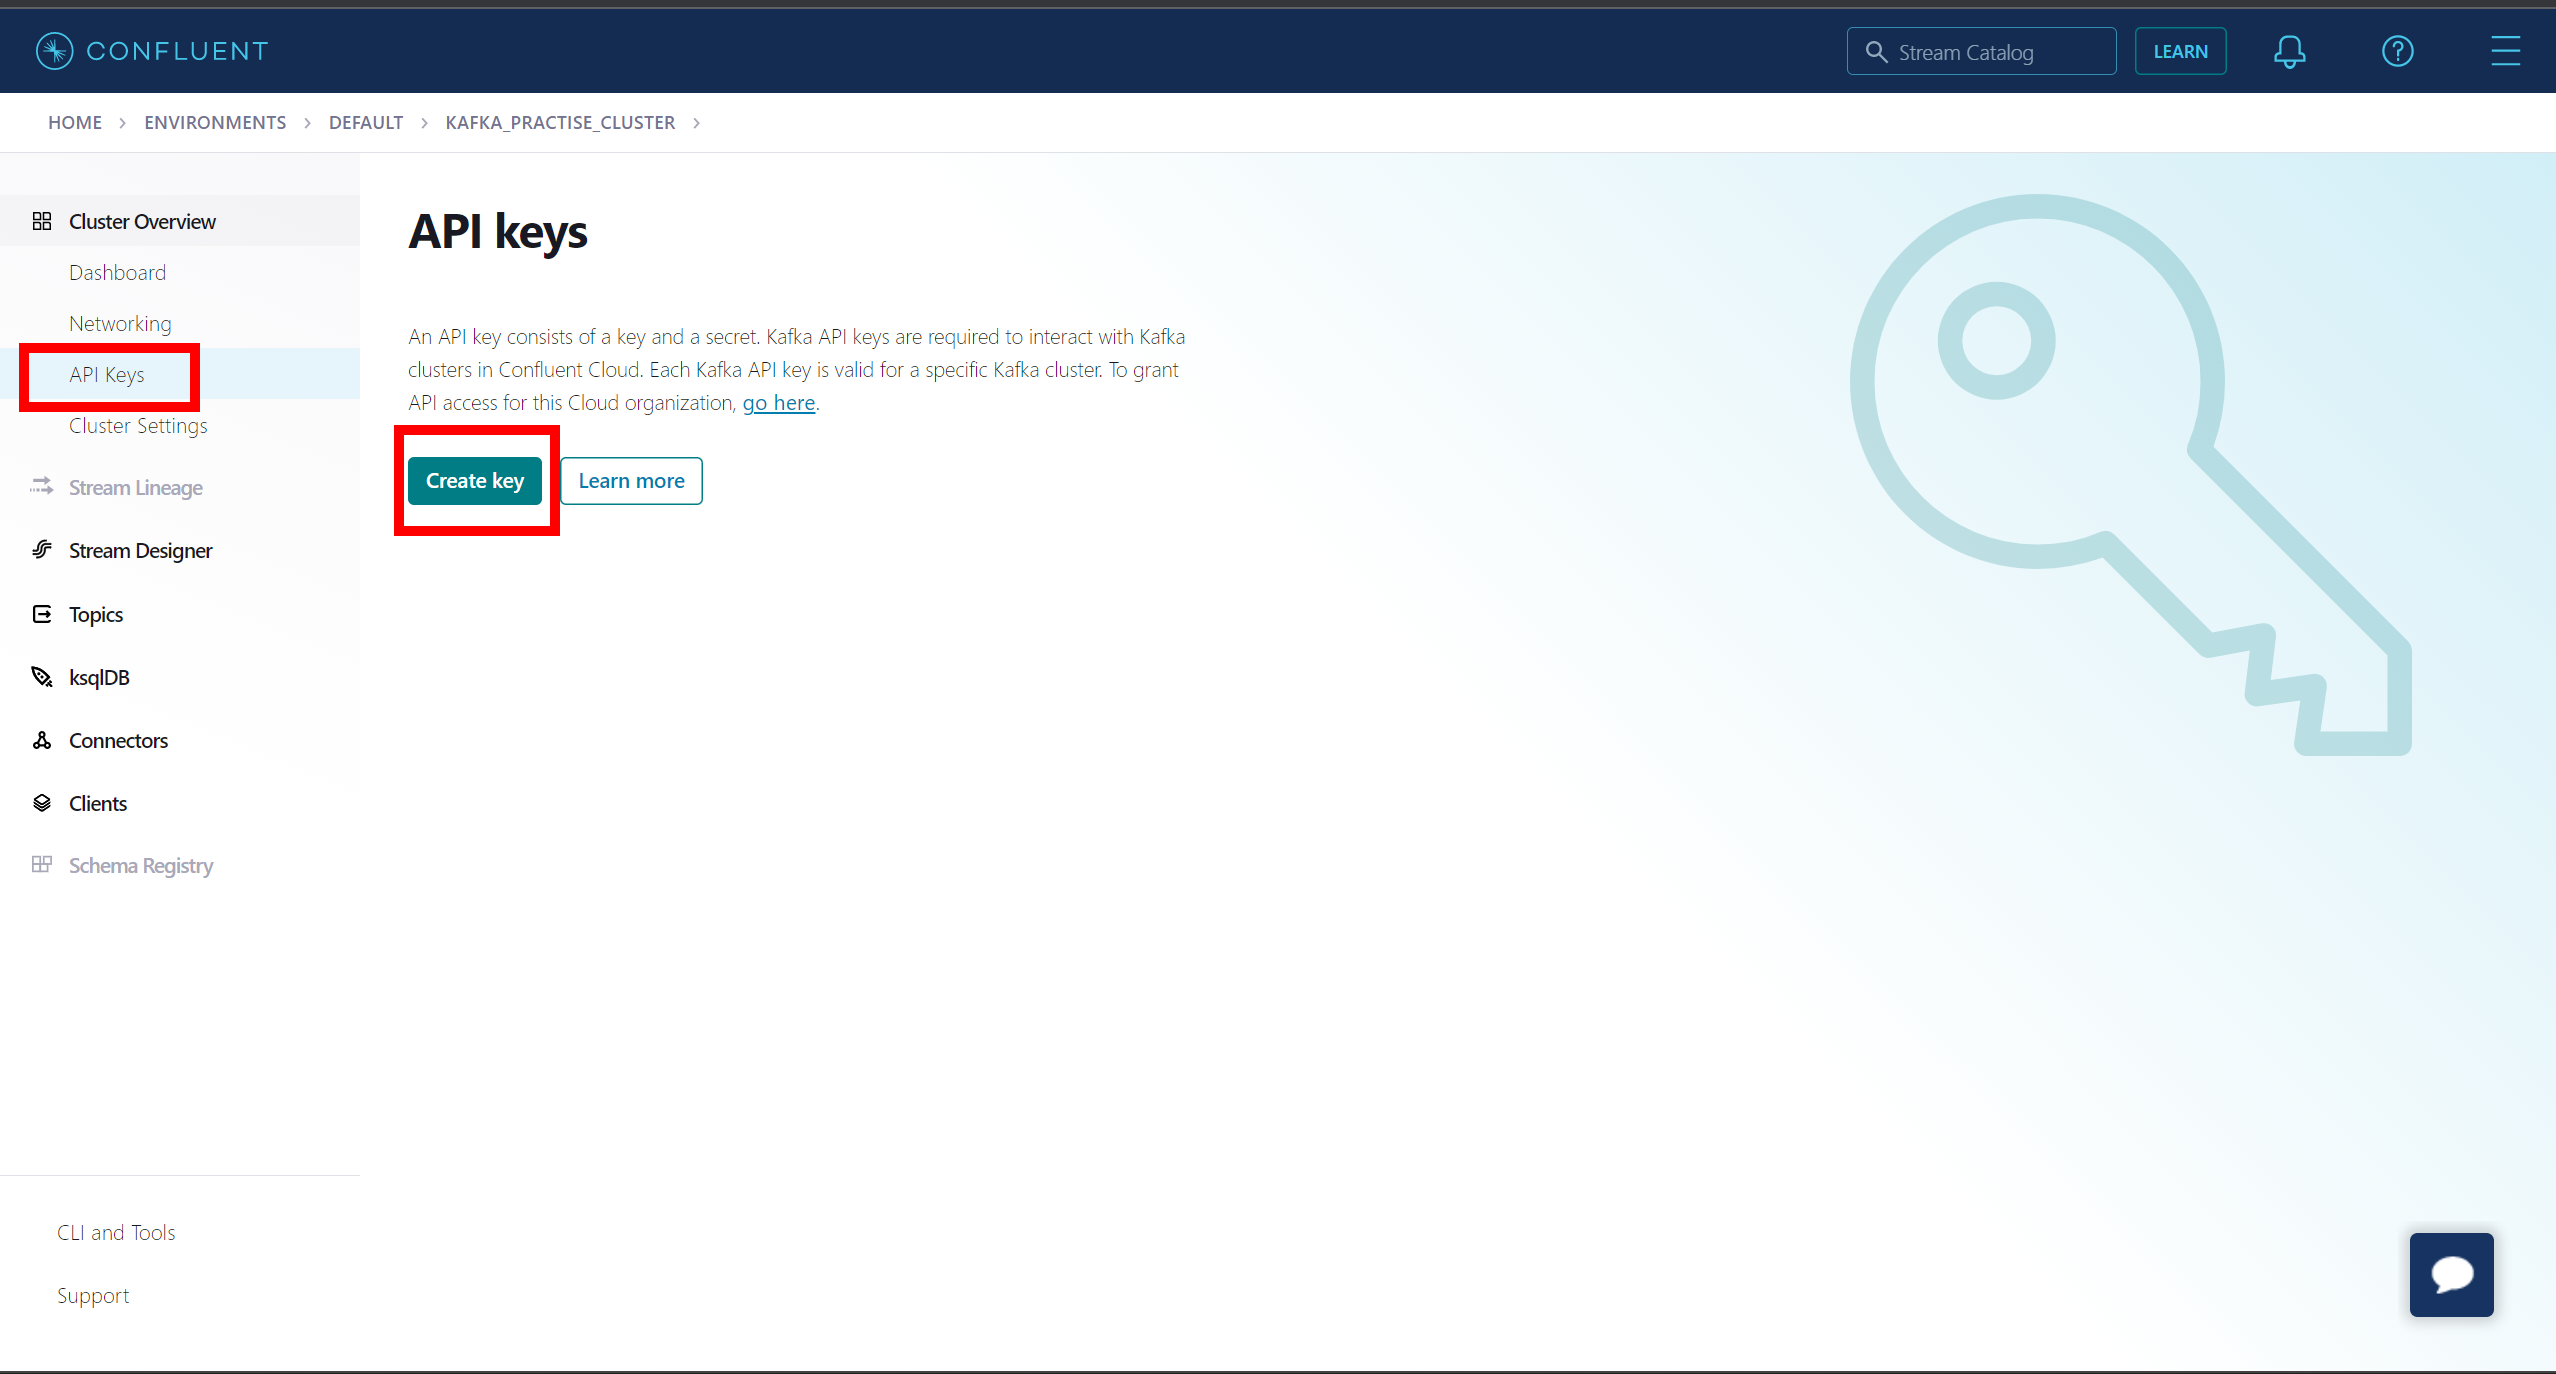 CONFLUENT
Stream Catalog
LEARN
HOME > ENVIRONMENTS > DEFAULT > KAFKA_PRACTISE_CLUSTER >
Cluster Overview
Dashboard
Networking
API Keys
Cluster Settings
Stream Lineage
Stream Designer
Topics
ksqlDB
Connectors
Clients
Schema Registry
CLI and Tools
Support
API keys
An API key consists of a key and a secret. Kafka API keys are required to interact with Kafka
clusters in Confluent Cloud. Each Kafka API key is valid for a specific Kafka cluster. To grant
API access for this Cloud organization, go here.
Create key
Learn more